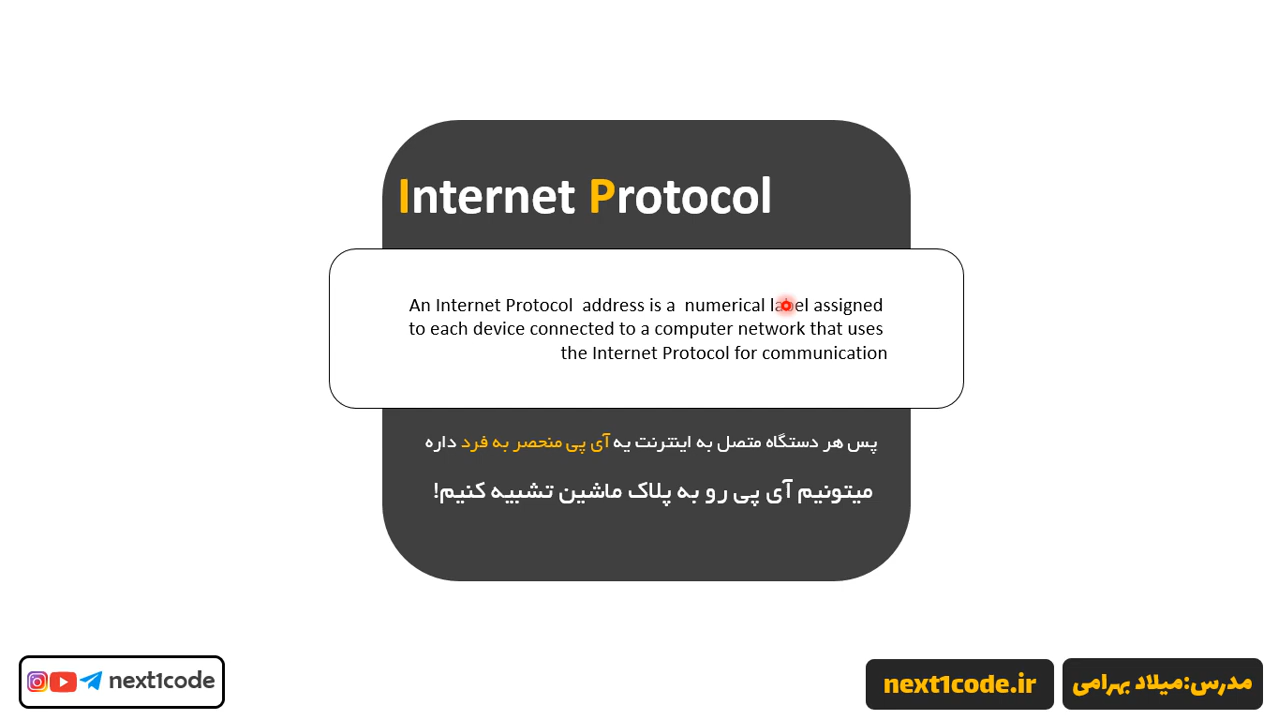 Internet Protocol
An Internet Protocol address is a numerical label assigned
to each device connected to a computer network that uses
the Internet Protocol for communication
پس هر دستگاه متصل به اینترنت یه آی پی منحصر به فرد داره
میتونیم آی پی رو به پلاک ماشین تشبیه کنیم!
next1code
next1code.ir
مدرس:میلاد بهرامی